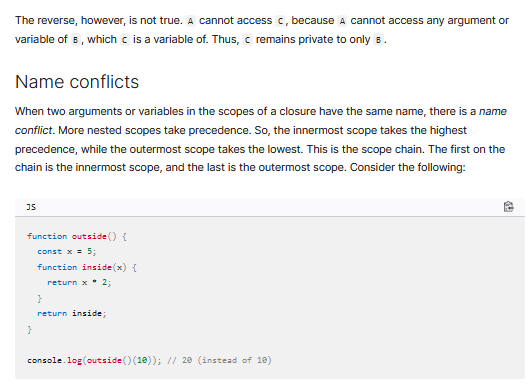 The reverse, however, is not true. A cannot access C, because A cannot access any argument or
variable of B, which C is a variable of. Thus, C remains private to only B.
Name conflicts
When two arguments or variables in the scopes of a closure have the same name, there is a name
conflict. More nested scopes take precedence. So, the innermost scope takes the highest
precedence, while the outermost scope takes the lowest. This is the scope chain. The first on the
chain is the innermost scope, and the last is the outermost scope. Consider the following:
JS
function outside() {
  const x = 5;
  function inside(x) {
    return x * 2;
  }
  return inside;
}
console.log(outside()(10)); // 20 (instead of 10)